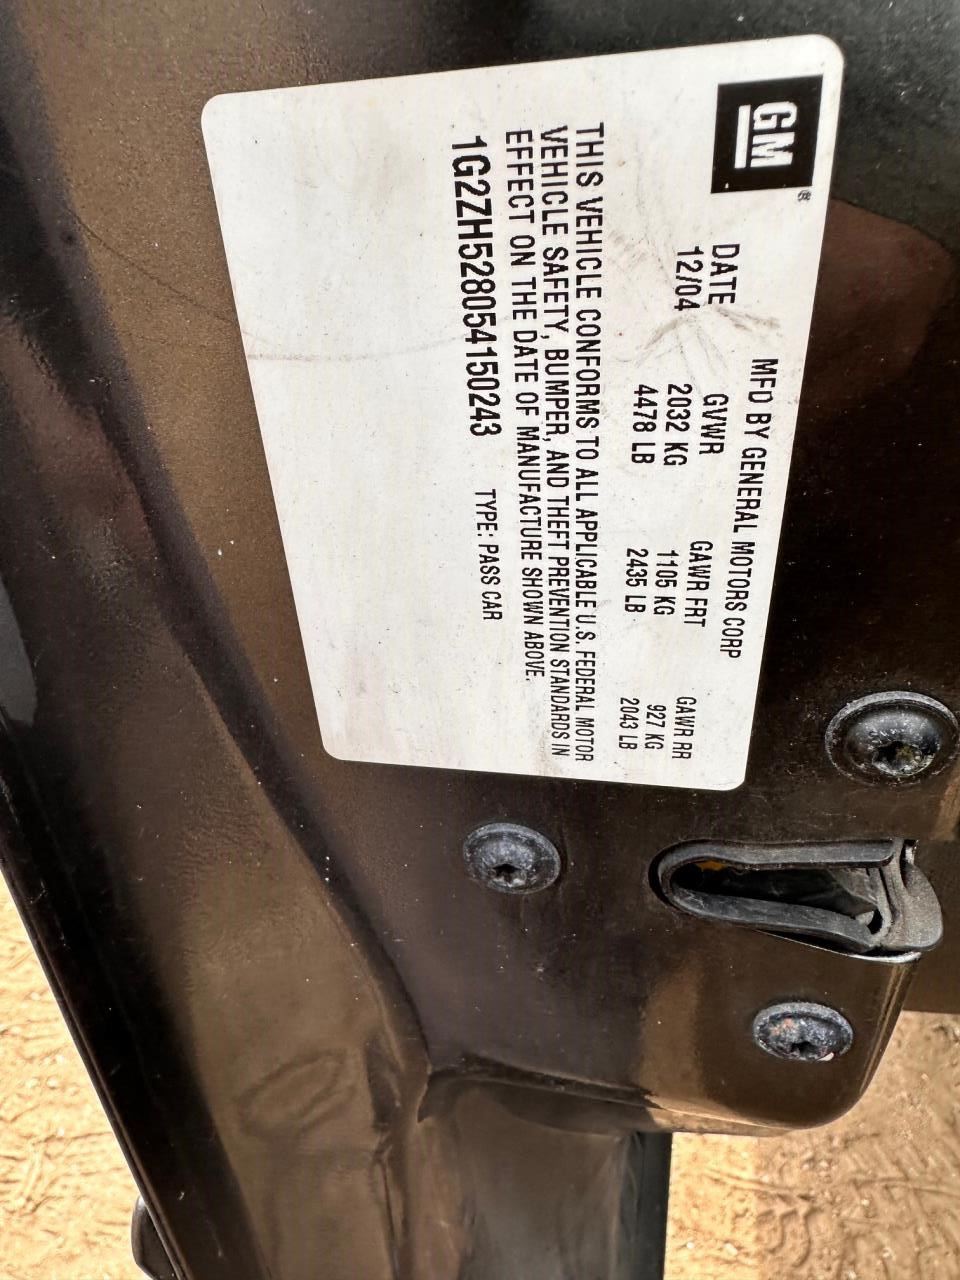 GM®
MFD BY GENERAL MOTORS CORP
DATE GVWR GAWR FRT GAWR RR
12/04 2032 KG 1105 KG 927 KG
4478 LB 2435 LB 2043 LB
THIS VEHICLE CONFORMS TO ALL APPLICABLE U.S. FEDERAL MOTOR
VEHICLE SAFETY, BUMPER, AND THEFT PREVENTION STANDARDS IN
EFFECT ON THE DATE OF MANUFACTURE SHOWN ABOVE.
1G2ZH528054150243 TYPE: PASS CAR